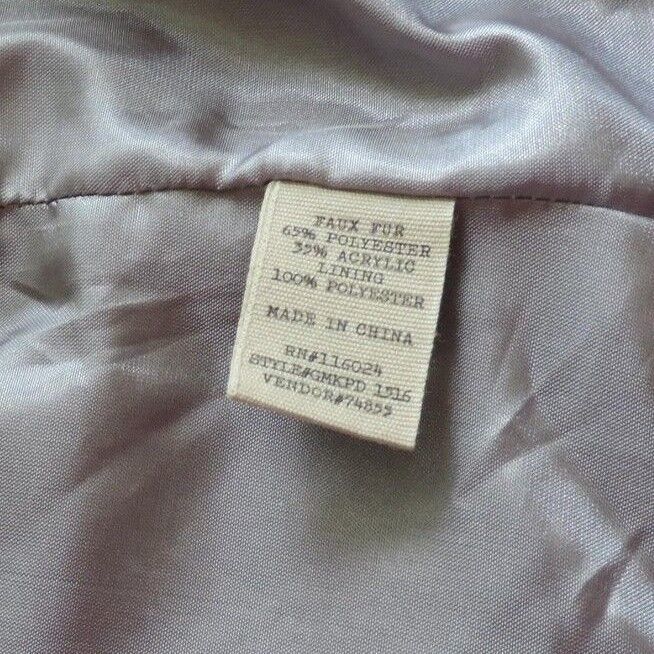 FAUX FUR
65% POLYESTER
35% ACRYLIC
LINING
100% POLYESTER
MADE IN CHINA
RN#116024
STYLE#GMKPD 1516
VENDOR#74855